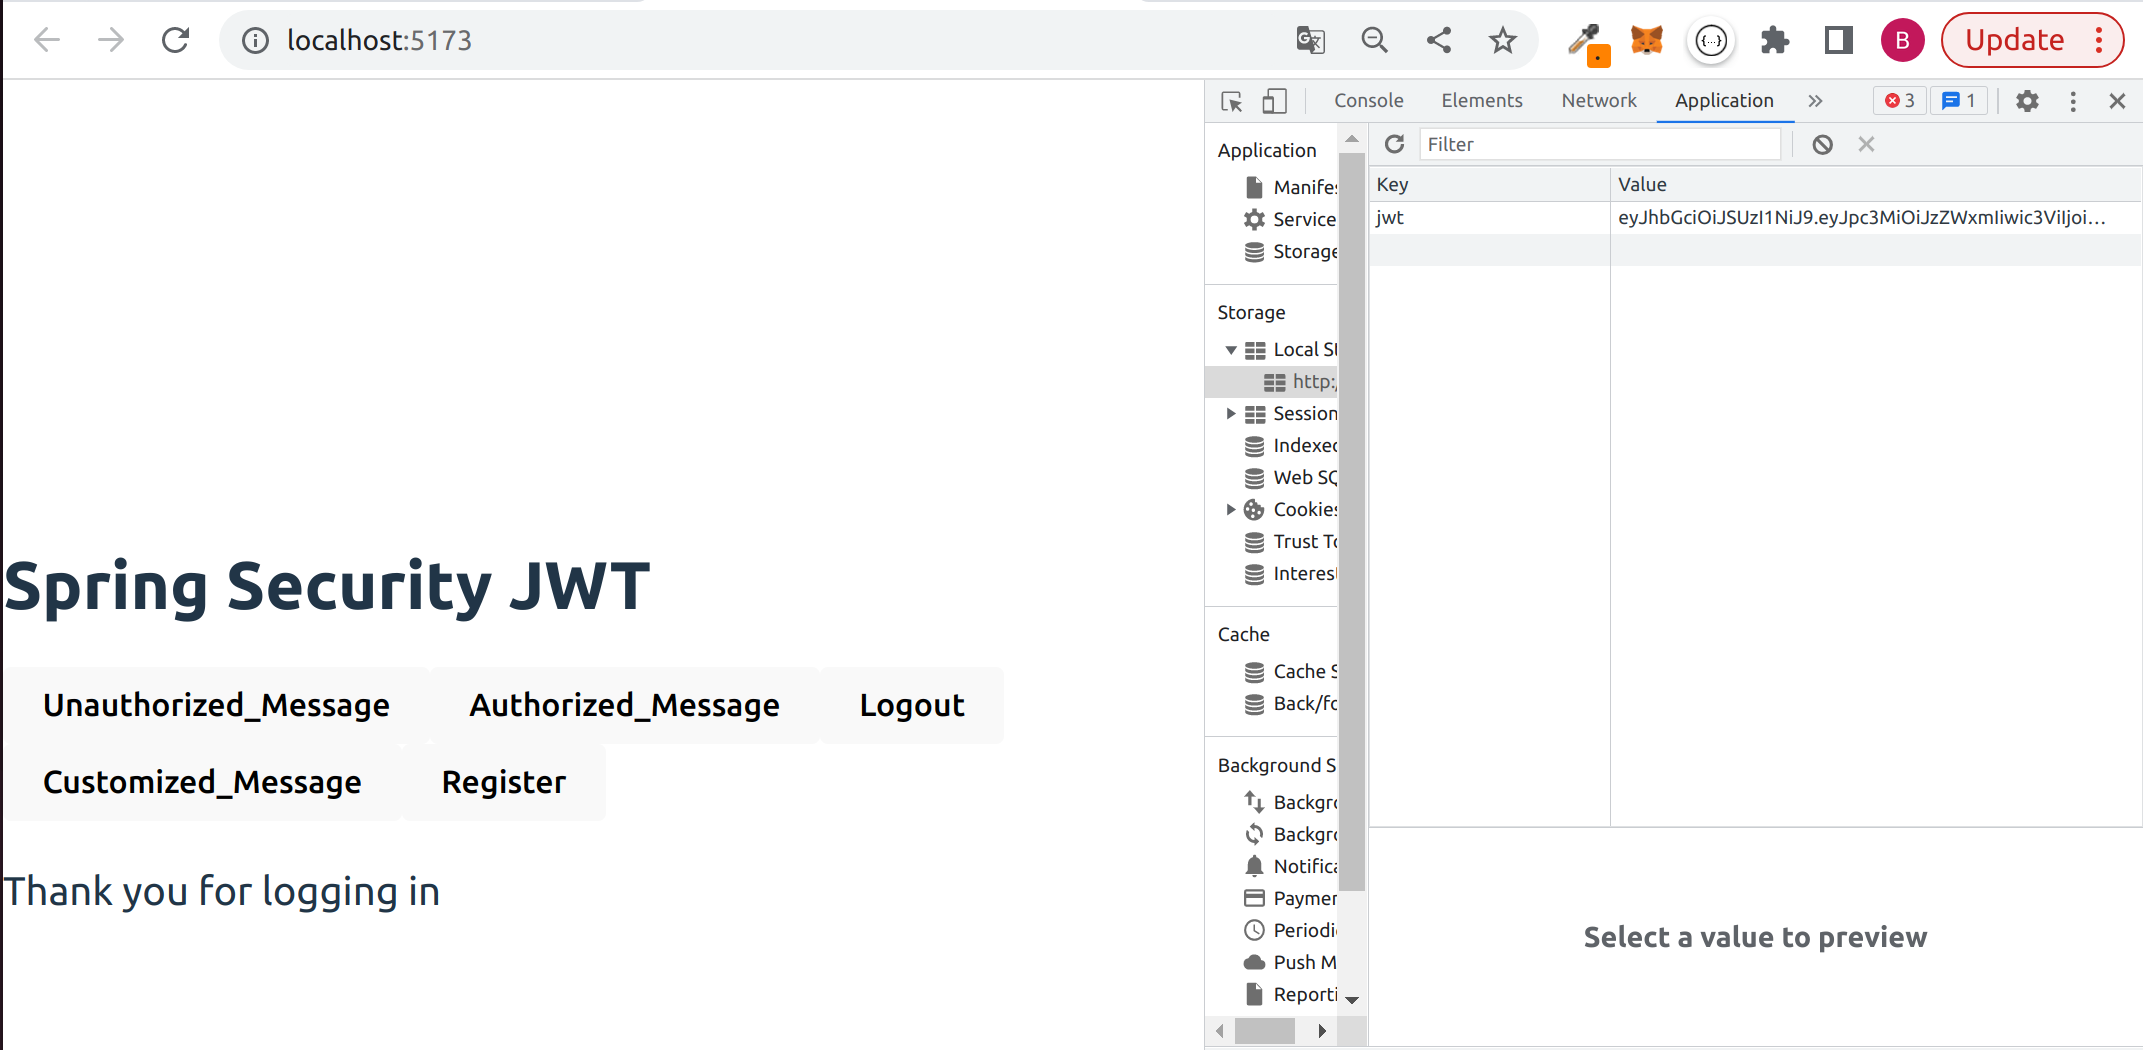 localhost:5173
B
Update
Console Elements Network Application 3 1
Application
Manifes
Service
Storage
Storage
Local St
http:/
Session
Indexed
Web SQ
Cookies
Trust To
Interest
Cache
Cache S
Back/fo
Background S
Backgro
Backgro
Notifica
Paymen
Periodi
Push M
Reporti
Filter
Key Value
jwt eyJhbGciOiJSUzI1NiJ9.eyJpc3MiOiJzZWxmIiwic3ViIjoi...
Select a value to preview
Spring Security JWT
Unauthorized_Message Authorized_Message Logout
Customized_Message Register
Thank you for logging in